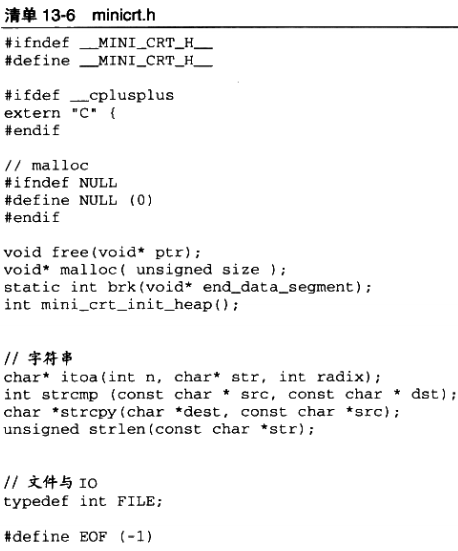 清单 13-6 minicrt.h
#ifndef __MINI_CRT_H__
#define __MINI_CRT_H__
#ifdef __cplusplus
extern "C" {
#endif
// malloc
#ifndef NULL
#define NULL (0)
#endif
void free(void* ptr);
void* malloc( unsigned size );
static int brk(void* end_data_segment);
int mini_crt_init_heap();
// 字符串
char* itoa(int n, char* str, int radix);
int strcmp (const char * src, const char * dst);
char *strcpy(char *dest, const char *src);
unsigned strlen(const char *str);
// 文件与 IO
typedef int FILE;
#define EOF (-1)